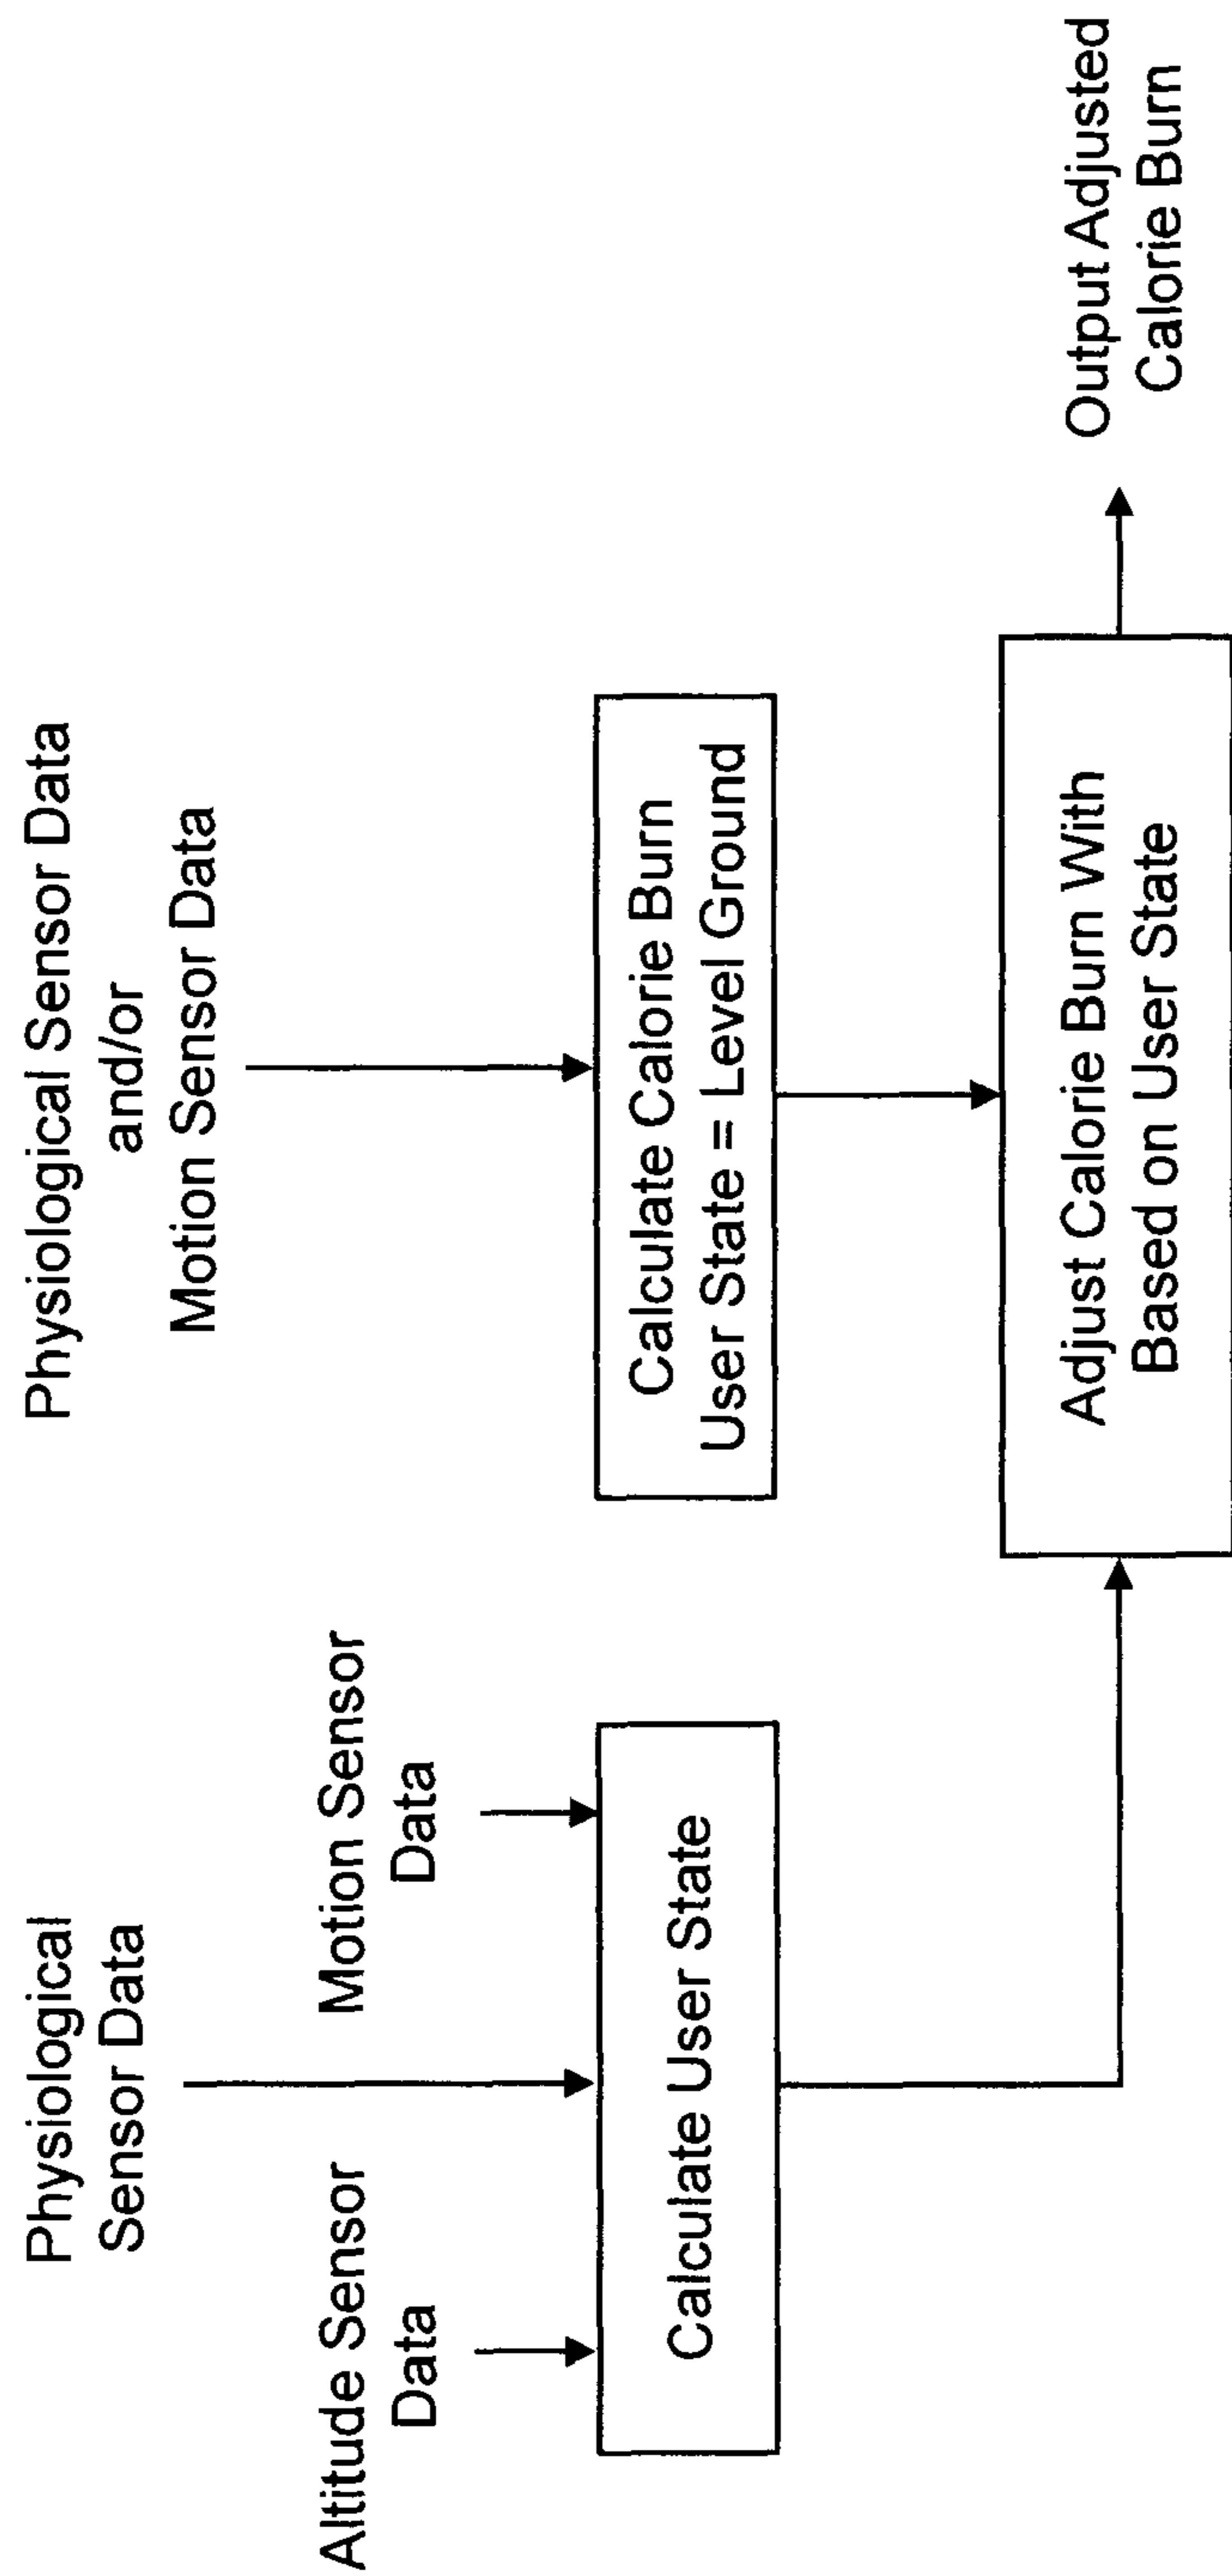 Physiological
Sensor Data
Altitude Sensor
Data
Motion Sensor
Data
Calculate User State
Physiological Sensor Data
and/or
Motion Sensor Data
Calculate Calorie Burn
User State = Level Ground
Adjust Calorie Burn With
Based on User State
Output Adjusted
Calorie Burn